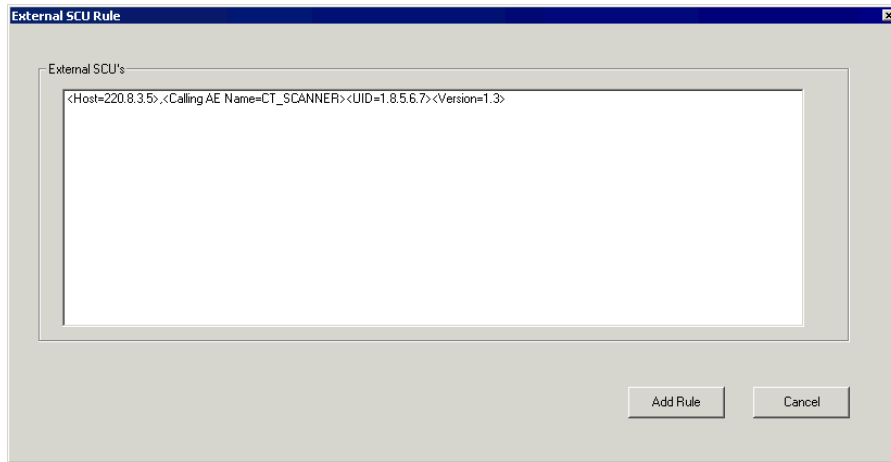 External SCU Rule
External SCU's
<Host=220.8.3.5>,<Calling AE Name=CT_SCANNER><UID=1.8.5.6.7><Version=1.3>
Add Rule
Cancel